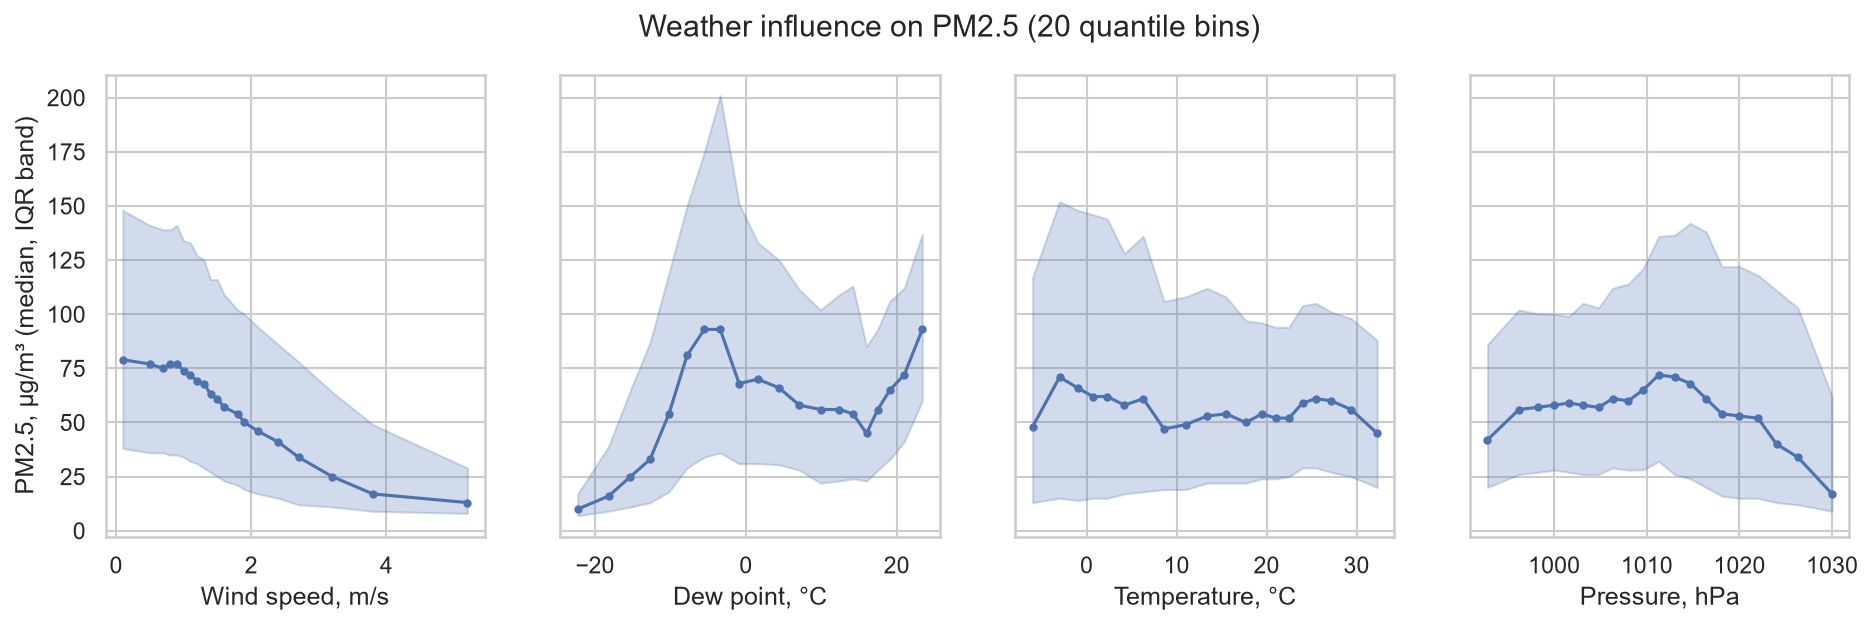 Weather influence on PM2.5 (20 quantile bins)
PM2.5, µg/m³ (median, IQR band)
200
175
150
125
100
75
50
25
0
0 2 4
Wind speed, m/s
−20 0 20
Dew point, °C
0 10 20 30
Temperature, °C
1000 1010 1020 1030
Pressure, hPa